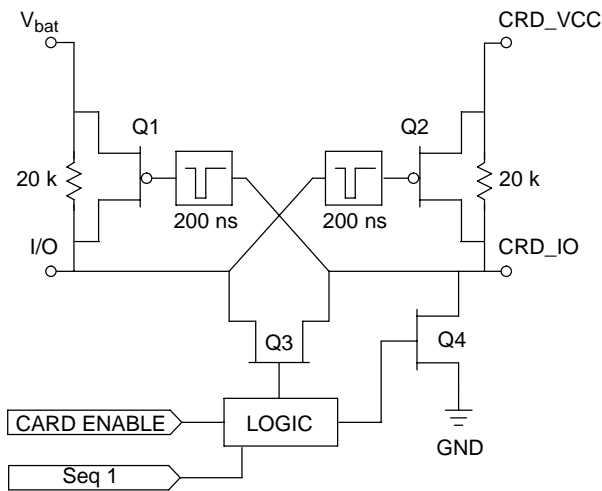 Vbat
CRD_VCC
Q1
Q2
20 k
200 ns
200 ns
20 k
I/O
CRD_IO
Q3
Q4
CARD ENABLE
LOGIC
GND
Seq 1